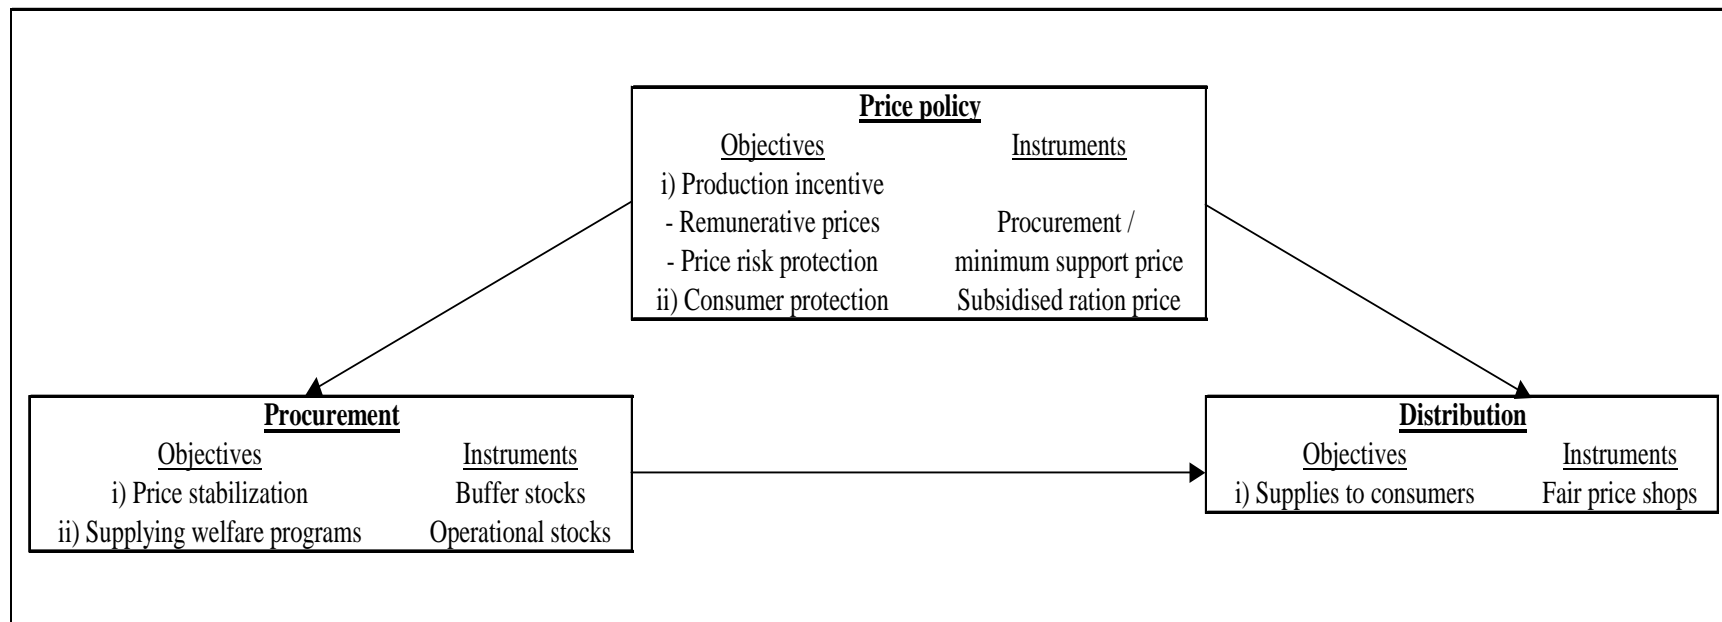 Price policy
Objectives Instruments
i) Production incentive
- Remunerative prices Procurement /
- Price risk protection minimum support price
ii) Consumer protection Subsidised ration price
Procurement
Objectives Instruments
i) Price stabilization Buffer stocks
ii) Supplying welfare programs Operational stocks
Distribution
Objectives Instruments
i) Supplies to consumers Fair price shops